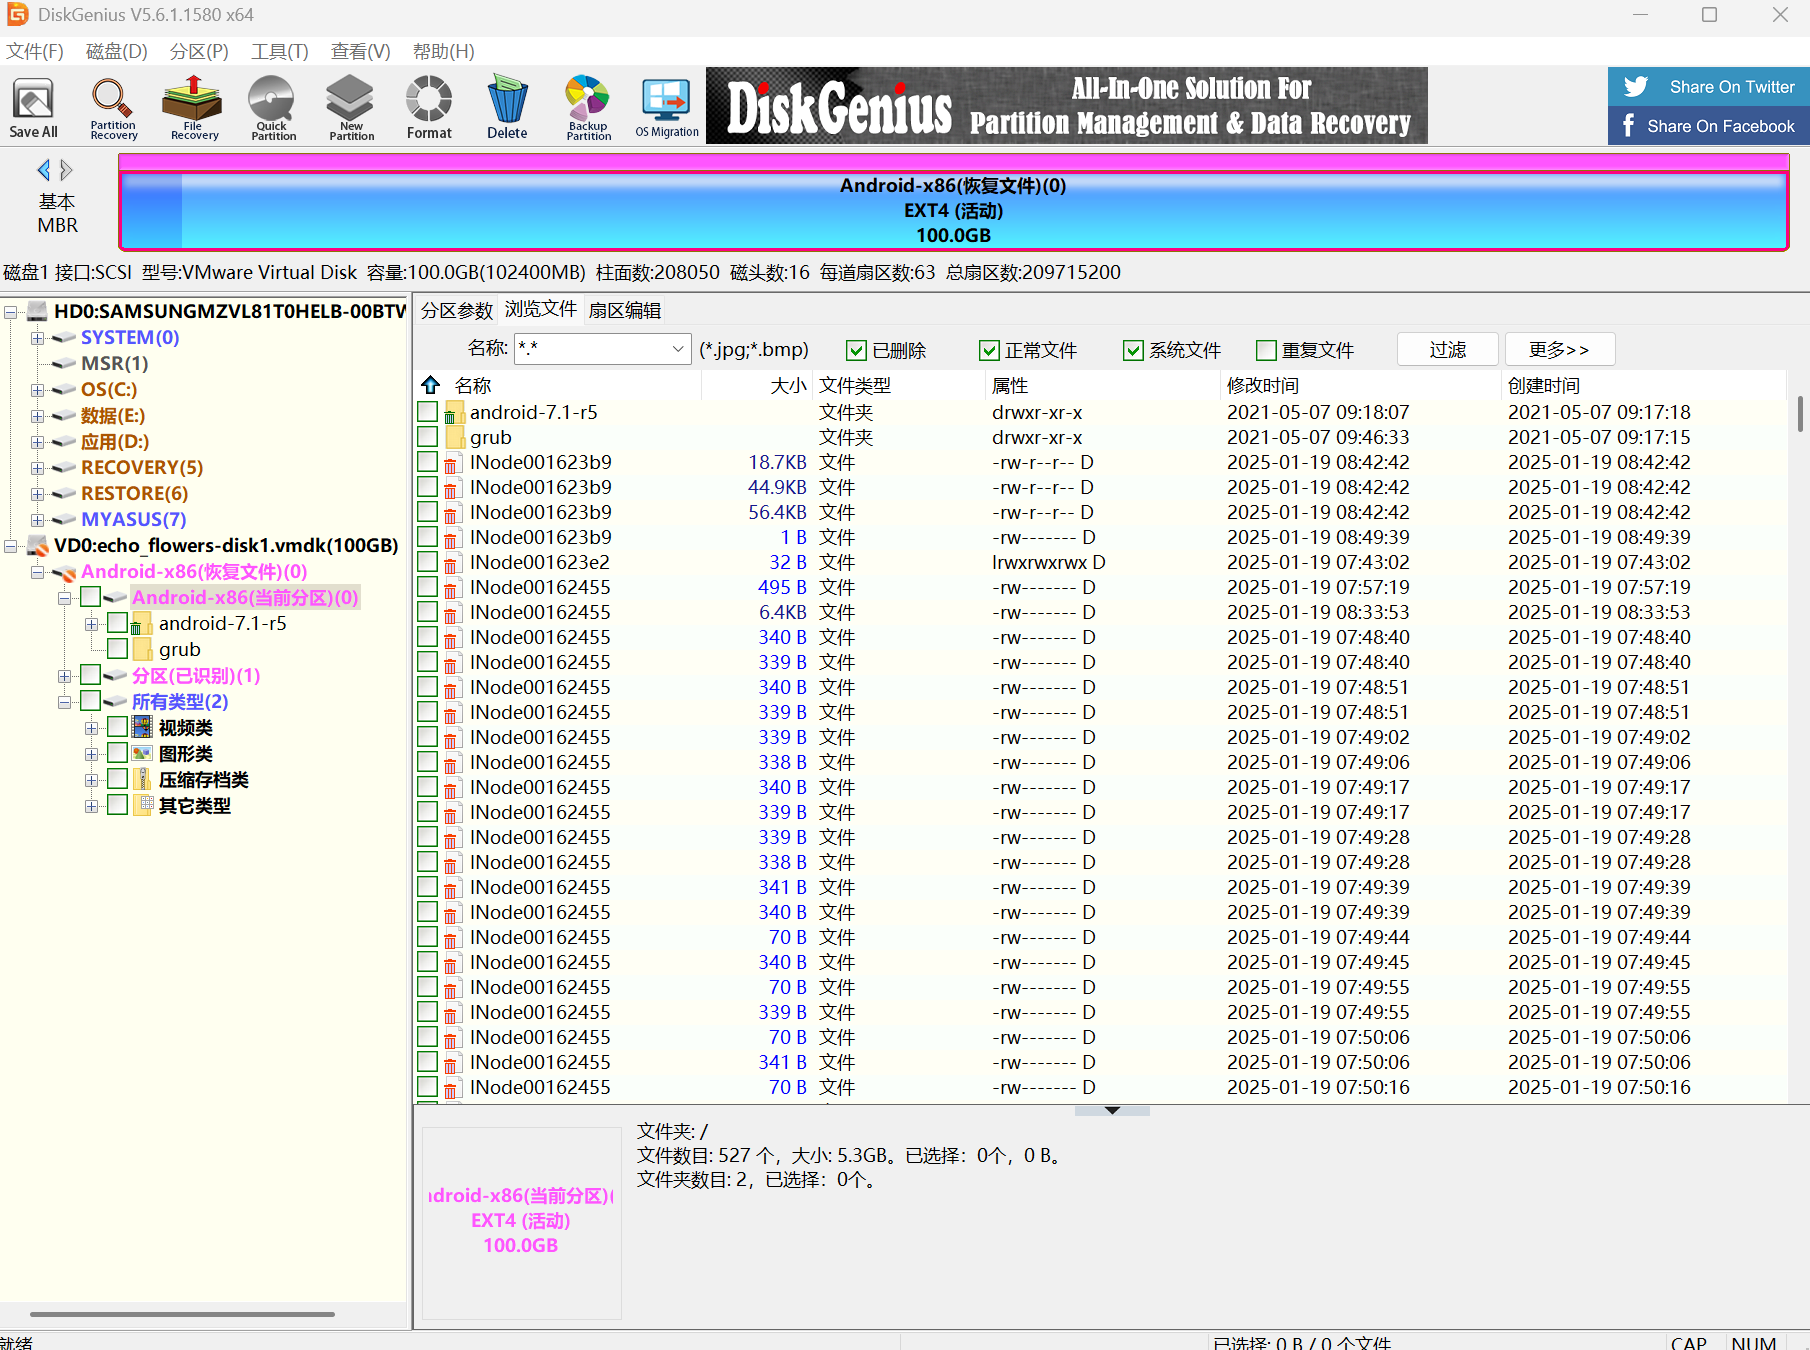 DiskGenius V5.6.1.1580 x64
文件(F) 磁盘(D) 分区(P) 工具(T) 查看(V) 帮助(H)
Save All
Partition Recovery
File Recovery
Quick Partition
New Partition
Format
Delete
Backup Partition
OS Migration
DiskGenius
All-In-One Solution For
Partition Management & Data Recovery
Share On Twitter
Share On Facebook
基本
MBR
Android-x86(恢复文件)(0)
EXT4 (活动)
100.0GB
磁盘1 接口:SCSI 型号:VMware Virtual Disk 容量:100.0GB(102400MB) 柱面数:208050 磁头数:16 每道扇区数:63 总扇区数:209715200
HD0:SAMSUNGMZVL81T0HELB-00BTW
SYSTEM(0)
MSR(1)
OS(C:)
数据(E:)
应用(D:)
RECOVERY(5)
RESTORE(6)
MYASUS(7)
VD0:echo_flowers-disk1.vmdk(100GB)
Android-x86(恢复文件)(0)
Android-x86(当前分区)(0)
android-7.1-r5
grub
分区(已识别)(1)
所有类型(2)
视频类
图形类
压缩存档类
其它类型
分区参数 浏览文件 扇区编辑
名称: *.* (*.jpg;*.bmp) 已删除 正常文件 系统文件 重复文件 过滤 更多>>
名称 大小 文件类型 属性 修改时间 创建时间
android-7.1-r5 文件夹 drwxr-xr-x 2021-05-07 09:18:07 2021-05-07 09:17:18
grub 文件夹 drwxr-xr-x 2021-05-07 09:46:33 2021-05-07 09:17:15
INode001623b9 18.7KB 文件 -rw-r--r-- D 2025-01-19 08:42:42 2025-01-19 08:42:42
INode001623b9 44.9KB 文件 -rw-r--r-- D 2025-01-19 08:42:42 2025-01-19 08:42:42
INode001623b9 56.4KB 文件 -rw-r--r-- D 2025-01-19 08:42:42 2025-01-19 08:42:42
INode001623b9 1 B 文件 -rw------- D 2025-01-19 08:49:39 2025-01-19 08:49:39
INode001623e2 32 B 文件 lrwxrwxrwx D 2025-01-19 07:43:02 2025-01-19 07:43:02
INode00162455 495 B 文件 -rw------- D 2025-01-19 07:57:19 2025-01-19 07:57:19
INode00162455 6.4KB 文件 -rw------- D 2025-01-19 08:33:53 2025-01-19 08:33:53
INode00162455 340 B 文件 -rw------- D 2025-01-19 07:48:40 2025-01-19 07:48:40
INode00162455 339 B 文件 -rw------- D 2025-01-19 07:48:40 2025-01-19 07:48:40
INode00162455 340 B 文件 -rw------- D 2025-01-19 07:48:51 2025-01-19 07:48:51
INode00162455 339 B 文件 -rw------- D 2025-01-19 07:48:51 2025-01-19 07:48:51
INode00162455 339 B 文件 -rw------- D 2025-01-19 07:49:02 2025-01-19 07:49:02
INode00162455 338 B 文件 -rw------- D 2025-01-19 07:49:06 2025-01-19 07:49:06
INode00162455 340 B 文件 -rw------- D 2025-01-19 07:49:17 2025-01-19 07:49:17
INode00162455 339 B 文件 -rw------- D 2025-01-19 07:49:17 2025-01-19 07:49:17
INode00162455 339 B 文件 -rw------- D 2025-01-19 07:49:28 2025-01-19 07:49:28
INode00162455 338 B 文件 -rw------- D 2025-01-19 07:49:28 2025-01-19 07:49:28
INode00162455 341 B 文件 -rw------- D 2025-01-19 07:49:39 2025-01-19 07:49:39
INode00162455 340 B 文件 -rw------- D 2025-01-19 07:49:39 2025-01-19 07:49:39
INode00162455 70 B 文件 -rw------- D 2025-01-19 07:49:44 2025-01-19 07:49:44
INode00162455 340 B 文件 -rw------- D 2025-01-19 07:49:45 2025-01-19 07:49:45
INode00162455 70 B 文件 -rw------- D 2025-01-19 07:49:55 2025-01-19 07:49:55
INode00162455 339 B 文件 -rw------- D 2025-01-19 07:49:55 2025-01-19 07:49:55
INode00162455 70 B 文件 -rw------- D 2025-01-19 07:50:06 2025-01-19 07:50:06
INode00162455 341 B 文件 -rw------- D 2025-01-19 07:50:06 2025-01-19 07:50:06
INode00162455 70 B 文件 -rw------- D 2025-01-19 07:50:16 2025-01-19 07:50:16
ndroid-x86(当前分区)(
EXT4 (活动)
100.0GB
文件夹: /
文件数目: 527 个，大小: 5.3GB。已选择：0个，0 B。
文件夹数目: 2，已选择：0个。
就绪 已选择: 0 B / 0 个文件 CAP NUM